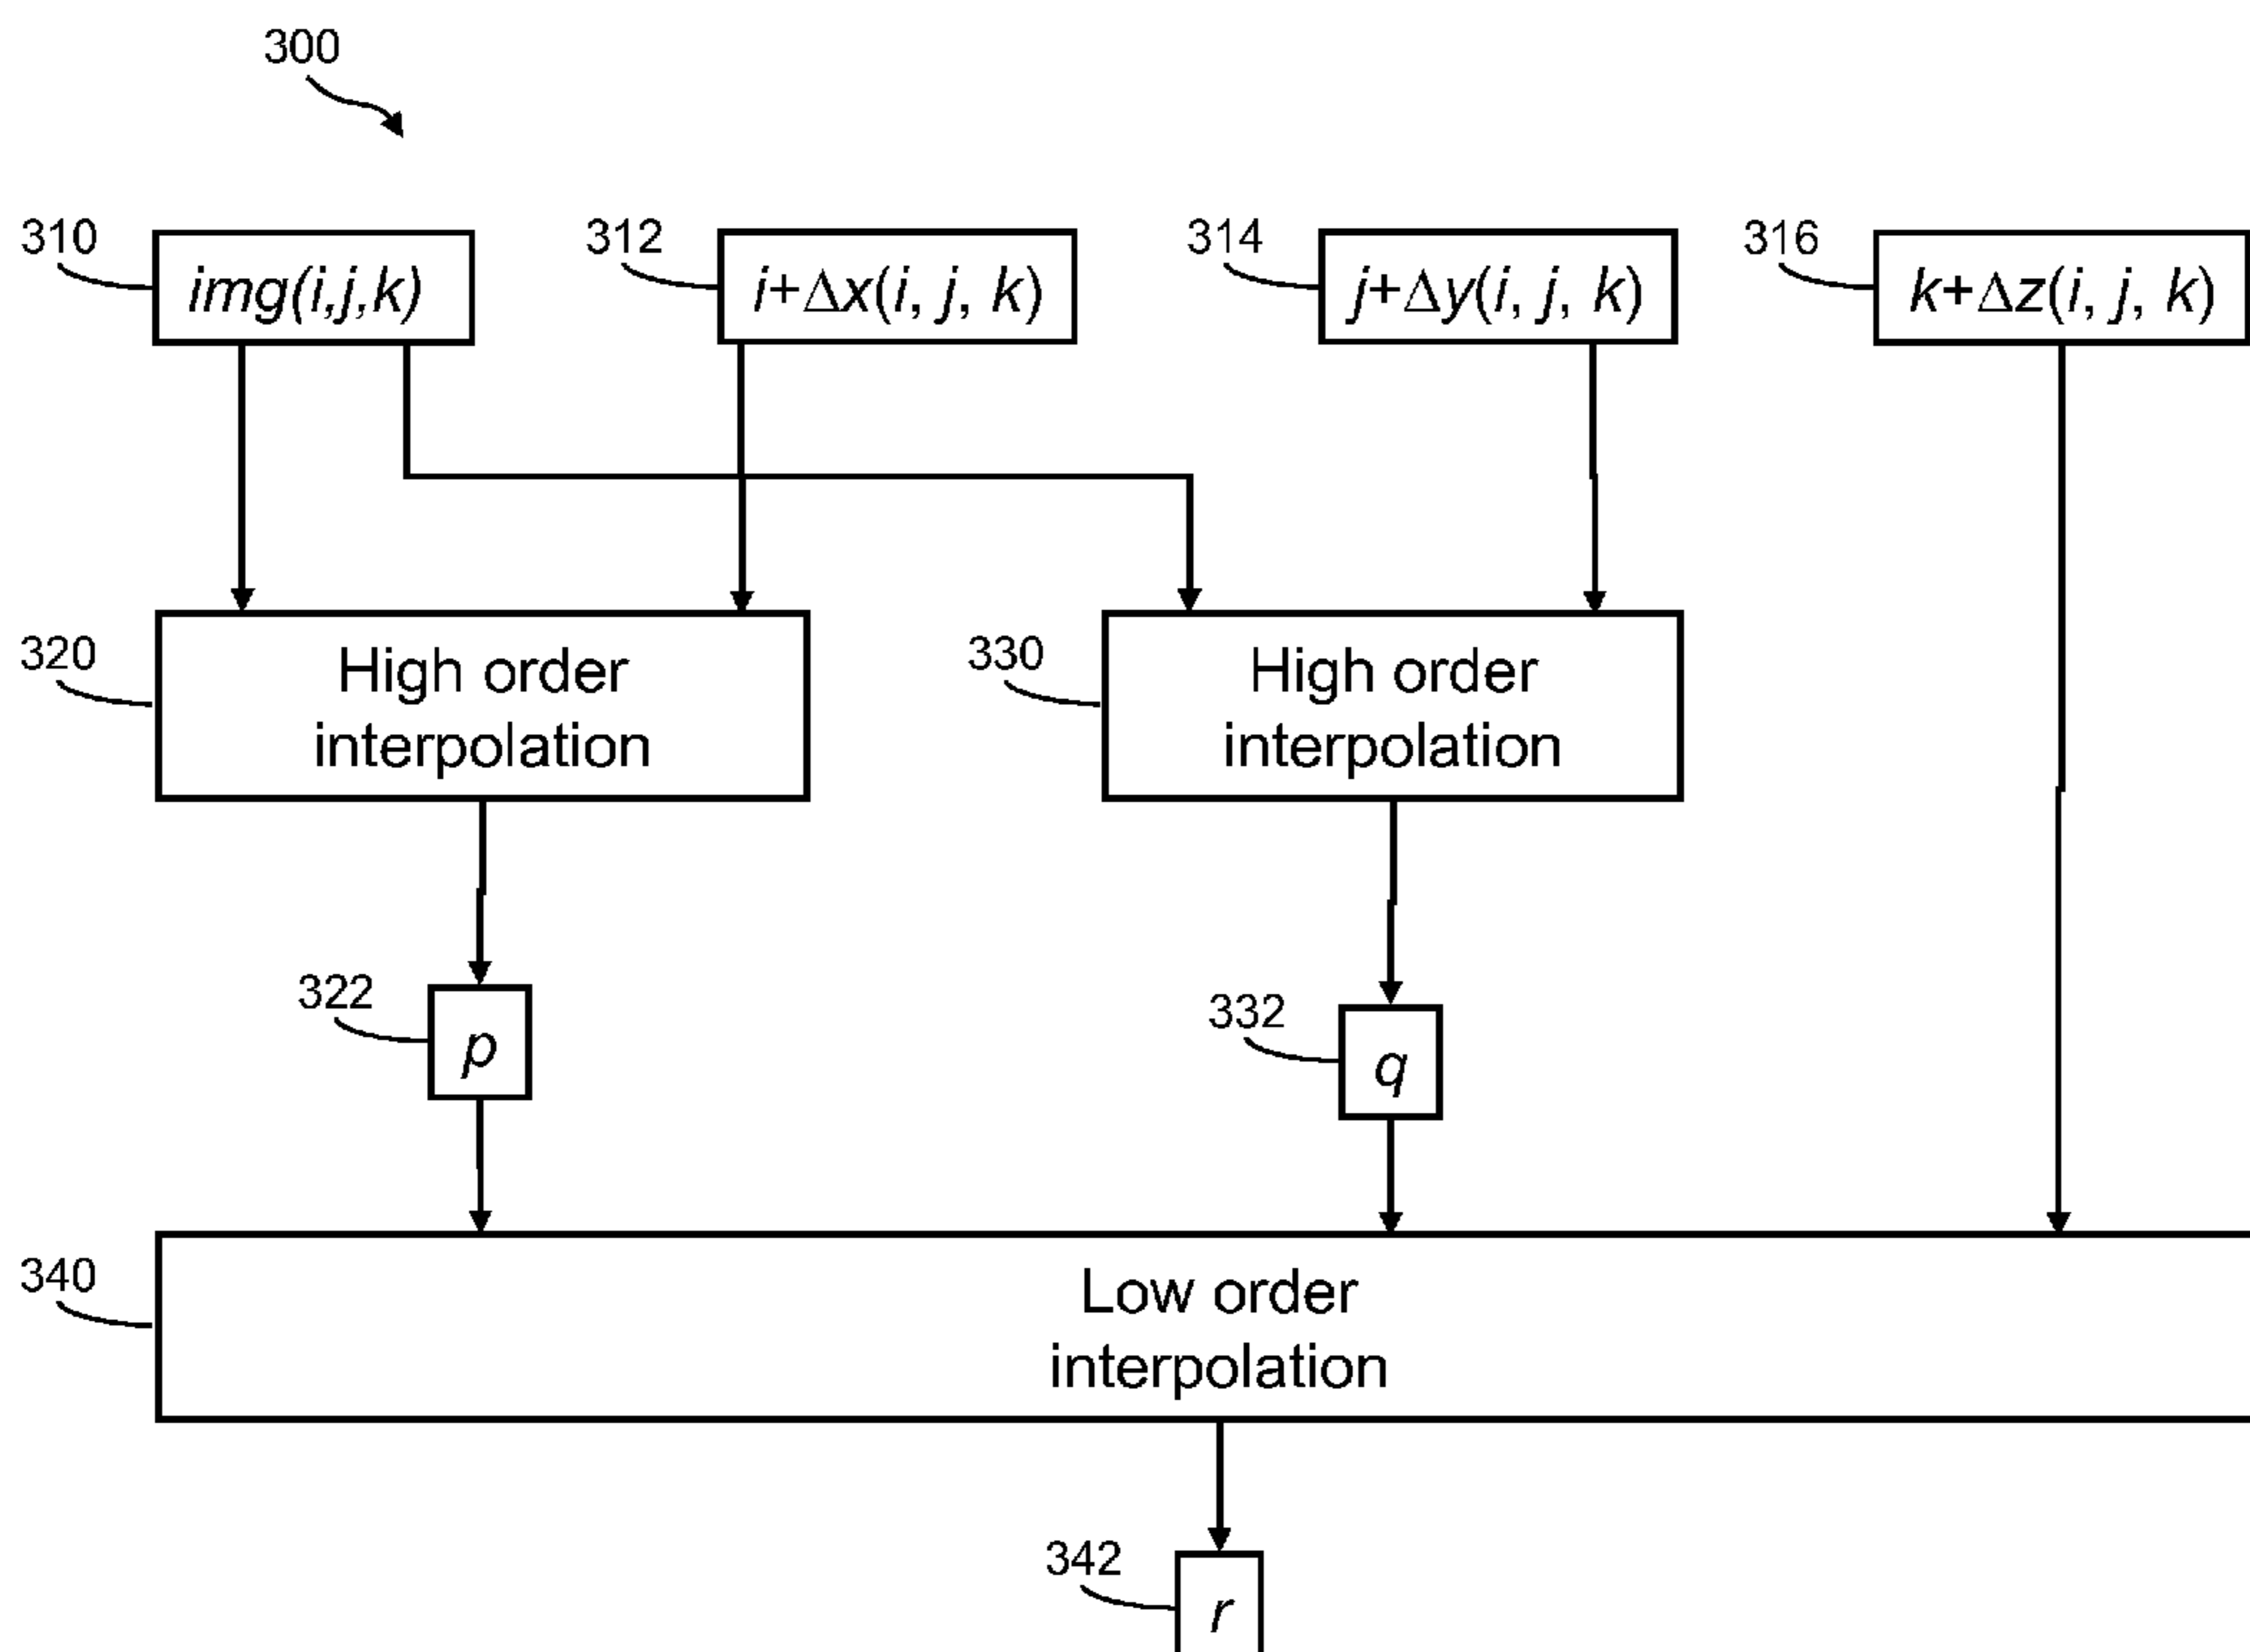 300
310
img(i,j,k)
312
i+Δx(i, j, k)
314
j+Δy(i, j, k)
316
k+Δz(i, j, k)
320
High order
interpolation
330
High order
interpolation
322
p
332
q
340
Low order
interpolation
342
r